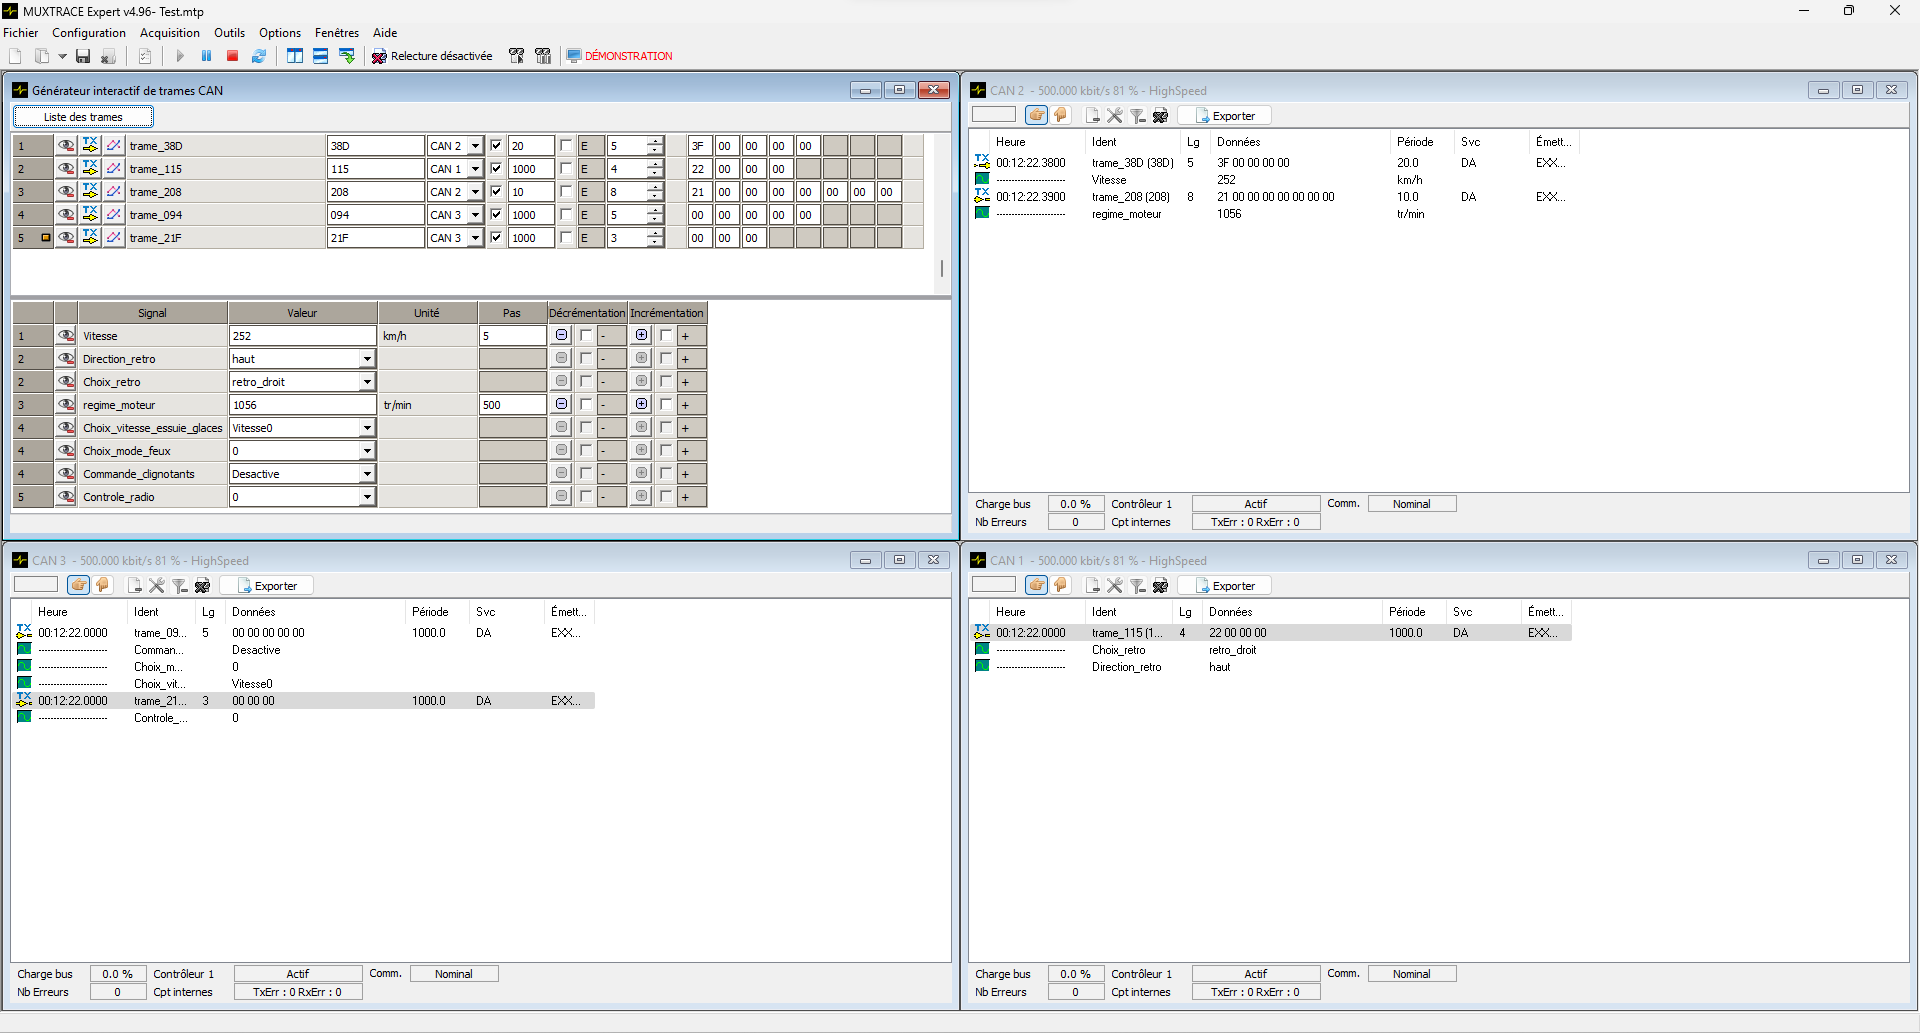 MUXTRACE Expert v4.96- Test.mtp
Fichier Configuration Acquisition Outils Options Fenêtres Aide
Relecture désactivée DÉMONSTRATION
Générateur interactif de trames CAN
Liste des trames
1 TX trame_38D 38D CAN 2 20 E 5 3F 00 00 00 00
2 TX trame_115 115 CAN 1 1000 E 4 22 00 00 00
3 TX trame_208 208 CAN 2 10 E 8 21 00 00 00 00 00 00 00
4 TX trame_094 094 CAN 3 1000 E 5 00 00 00 00 00
5 TX trame_21F 21F CAN 3 1000 E 3 00 00 00
Signal Valeur Unité Pas Décrémentation Incrémentation
1 Vitesse 252 km/h 5 - +
2 Direction_retro haut - +
2 Choix_retro retro_droit - +
3 regime_moteur 1056 tr/min 500 - +
4 Choix_vitesse_essuie_glaces Vitesse0 - +
4 Choix_mode_feux 0 - +
4 Commande_clignotants Desactive - +
5 Controle_radio 0 - +
CAN 2 - 500.000 kbit/s 81 % - HighSpeed
Exporter
Heure Ident Lg Données Période Svc Émett...
TX 00:12:22.3800 trame_38D (38D) 5 3F 00 00 00 00 20.0 DA EXX...
---------------------- Vitesse 252 km/h
TX 00:12:22.3900 trame_208 (208) 8 21 00 00 00 00 00 00 00 10.0 DA EXX...
---------------------- regime_moteur 1056 tr/min
Charge bus 0.0 % Contrôleur 1 Actif Comm. Nominal
Nb Erreurs 0 Cpt internes TxErr : 0 RxErr : 0
CAN 3 - 500.000 kbit/s 81 % - HighSpeed
Exporter
Heure Ident Lg Données Période Svc Émett...
TX 00:12:22.0000 trame_09... 5 00 00 00 00 00 1000.0 DA EXX...
---------------------- Comman... Desactive
---------------------- Choix_m... 0
---------------------- Choix_vit... Vitesse0
TX 00:12:22.0000 trame_21... 3 00 00 00 1000.0 DA EXX...
---------------------- Controle_... 0
Charge bus 0.0 % Contrôleur 1 Actif Comm. Nominal
Nb Erreurs 0 Cpt internes TxErr : 0 RxErr : 0
CAN 1 - 500.000 kbit/s 81 % - HighSpeed
Exporter
Heure Ident Lg Données Période Svc Émett...
TX 00:12:22.0000 trame_115 (1... 4 22 00 00 00 1000.0 DA EXX...
---------------------- Choix_retro retro_droit
---------------------- Direction_retro haut
Charge bus 0.0 % Contrôleur 1 Actif Comm. Nominal
Nb Erreurs 0 Cpt internes TxErr : 0 RxErr : 0